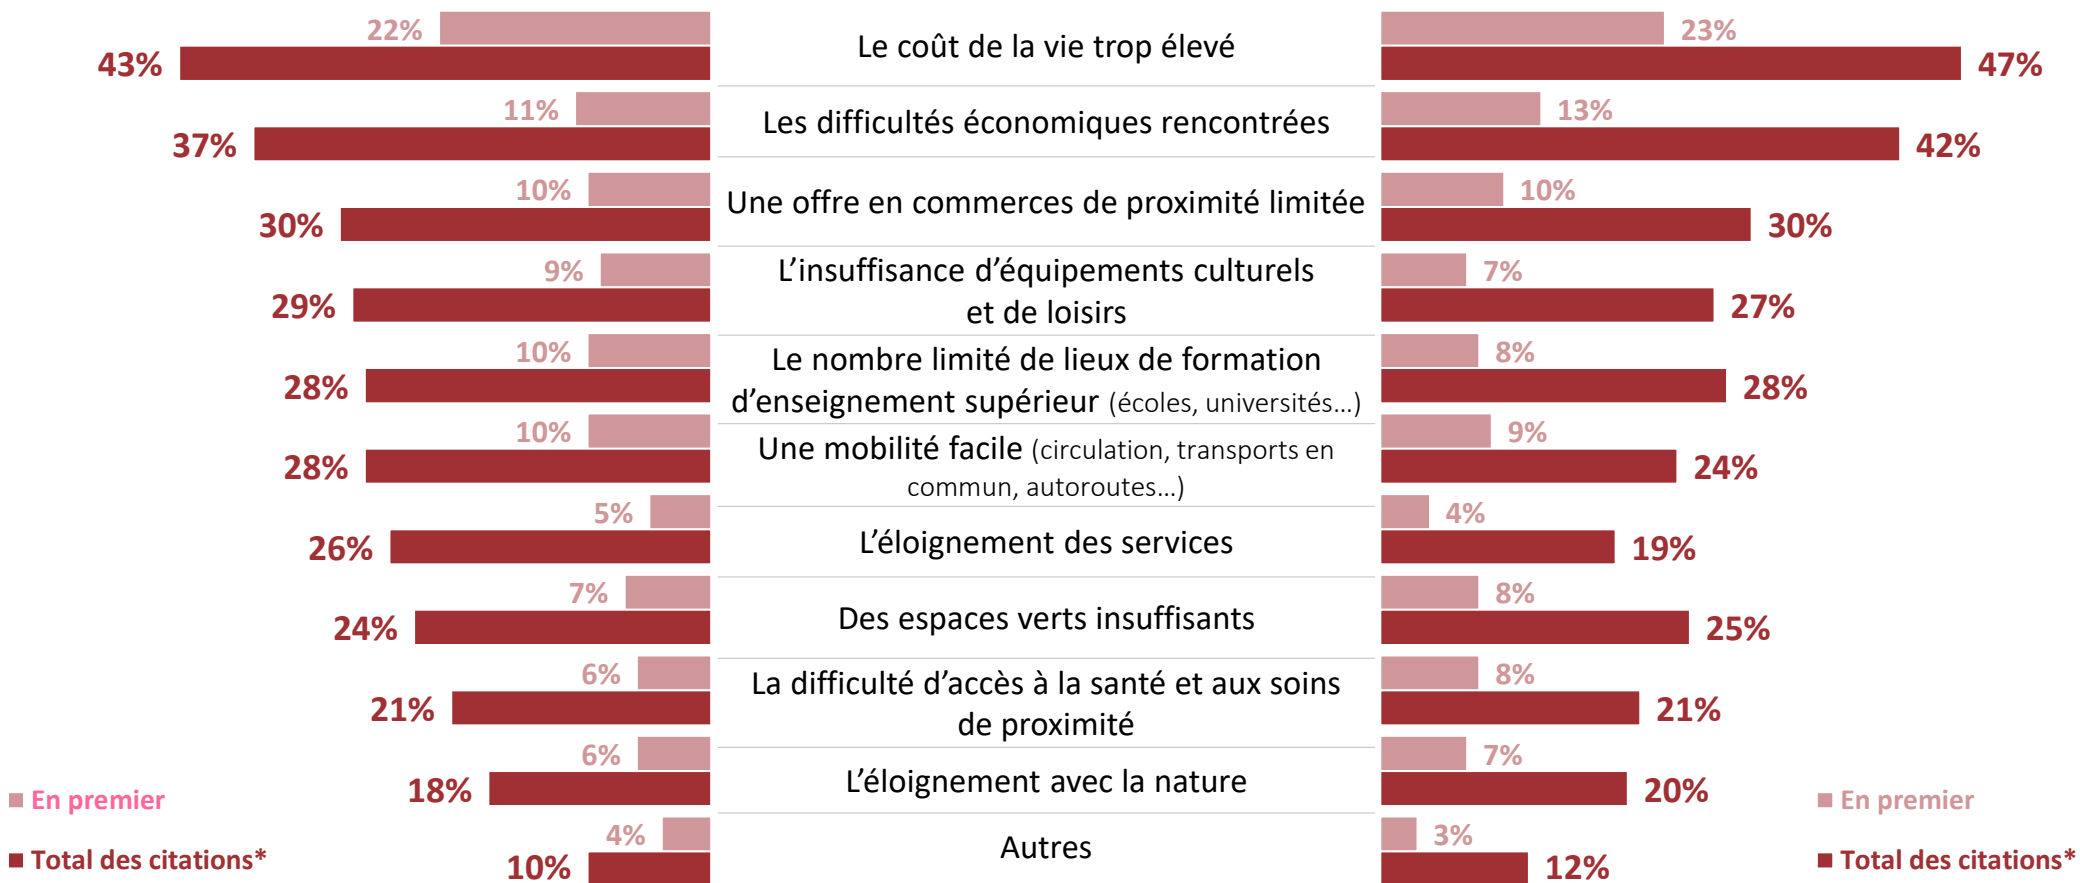 22%
43%
Le coût de la vie trop élevé
23%
47%
11%
37%
Les difficultés économiques rencontrées
13%
42%
10%
30%
Une offre en commerces de proximité limitée
10%
30%
9%
29%
L’insuffisance d’équipements culturels
et de loisirs
7%
27%
10%
28%
Le nombre limité de lieux de formation
d’enseignement supérieur (écoles, universités…)
8%
28%
10%
28%
Une mobilité facile (circulation, transports en
commun, autoroutes…)
9%
24%
5%
26%
L’éloignement des services
4%
19%
7%
24%
Des espaces verts insuffisants
8%
25%
6%
21%
La difficulté d’accès à la santé et aux soins
de proximité
8%
21%
6%
18%
L’éloignement avec la nature
7%
20%
4%
10%
Autres
3%
12%
En premier
Total des citations*
En premier
Total des citations*